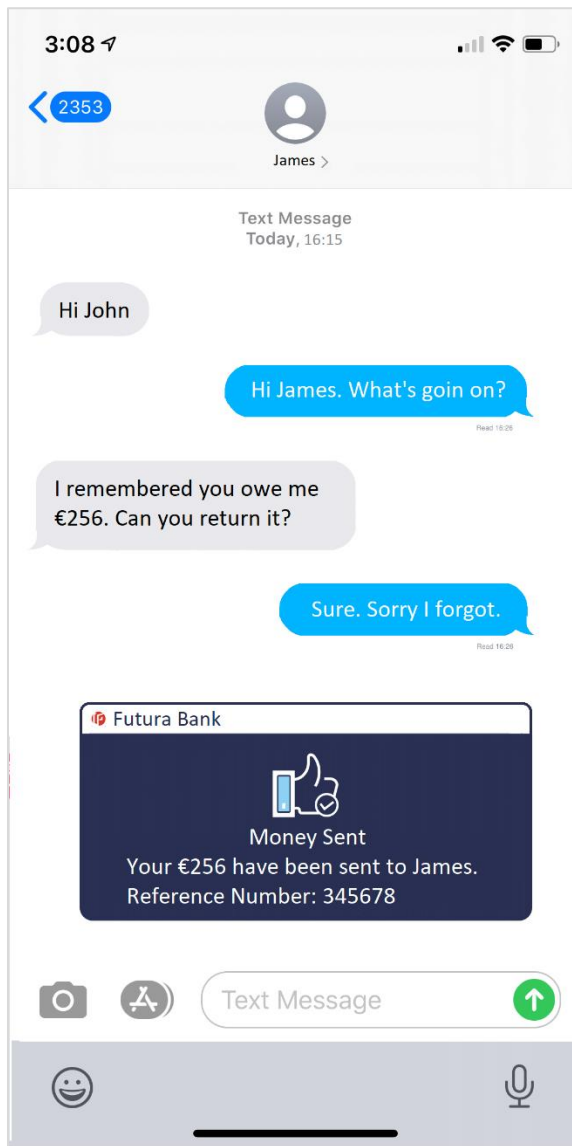 3:08
2353
James >
Text Message
Today, 16:15
Hi John
Hi James. What's goin on?
Read 16:26
I remembered you owe me
€256. Can you return it?
Sure. Sorry I forgot.
Read 16:28
Futura Bank
Money Sent
Your €256 have been sent to James.
Reference Number: 345678
Text Message